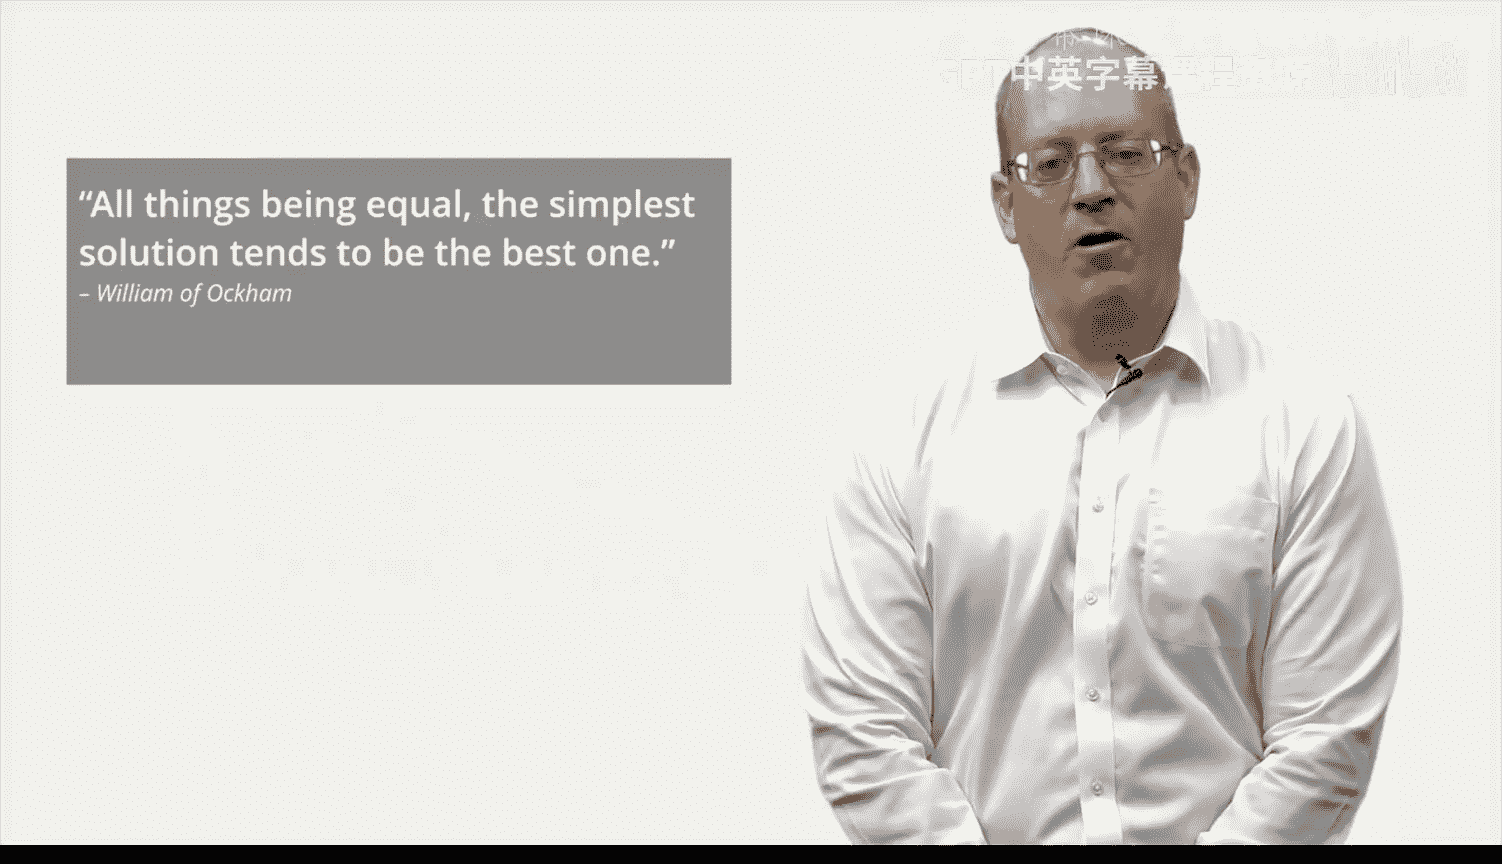 中英字幕
“All things being equal, the simplest
solution tends to be the best one.”
– William of Ockham